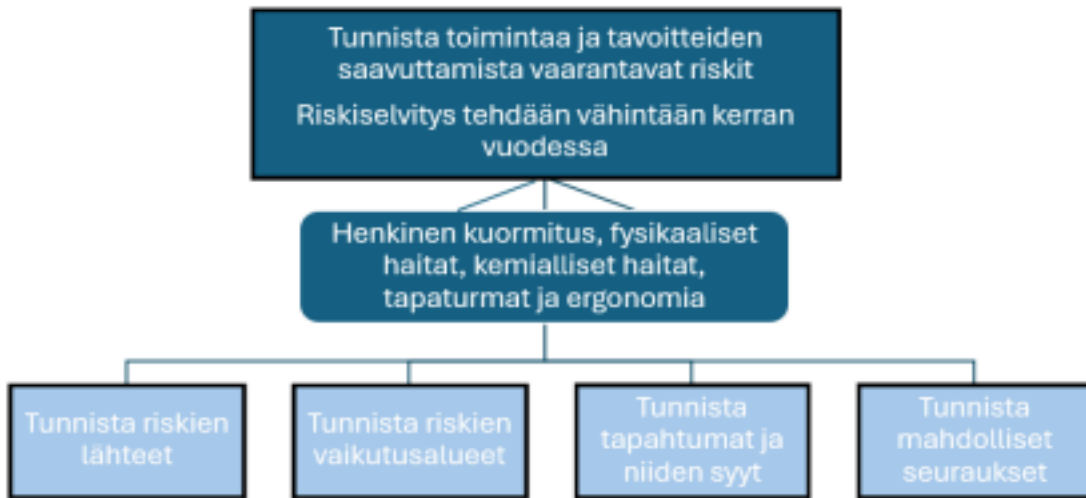 Tunnista toimintaa ja tavoitteiden
saavuttamista vaarantavat riskit
Riskiselvitys tehdään vähintään kerran
vuodessa
Henkinen kuormitus, fysikaaliset
haitat, kemialliset haitat,
tapaturmat ja ergonomia
Tunnista riskien
lähteet
Tunnista riskien
vaikutusalueet
Tunnista
tapahtumat ja
niiden syyt
Tunnista
mahdolliset
seuraukset